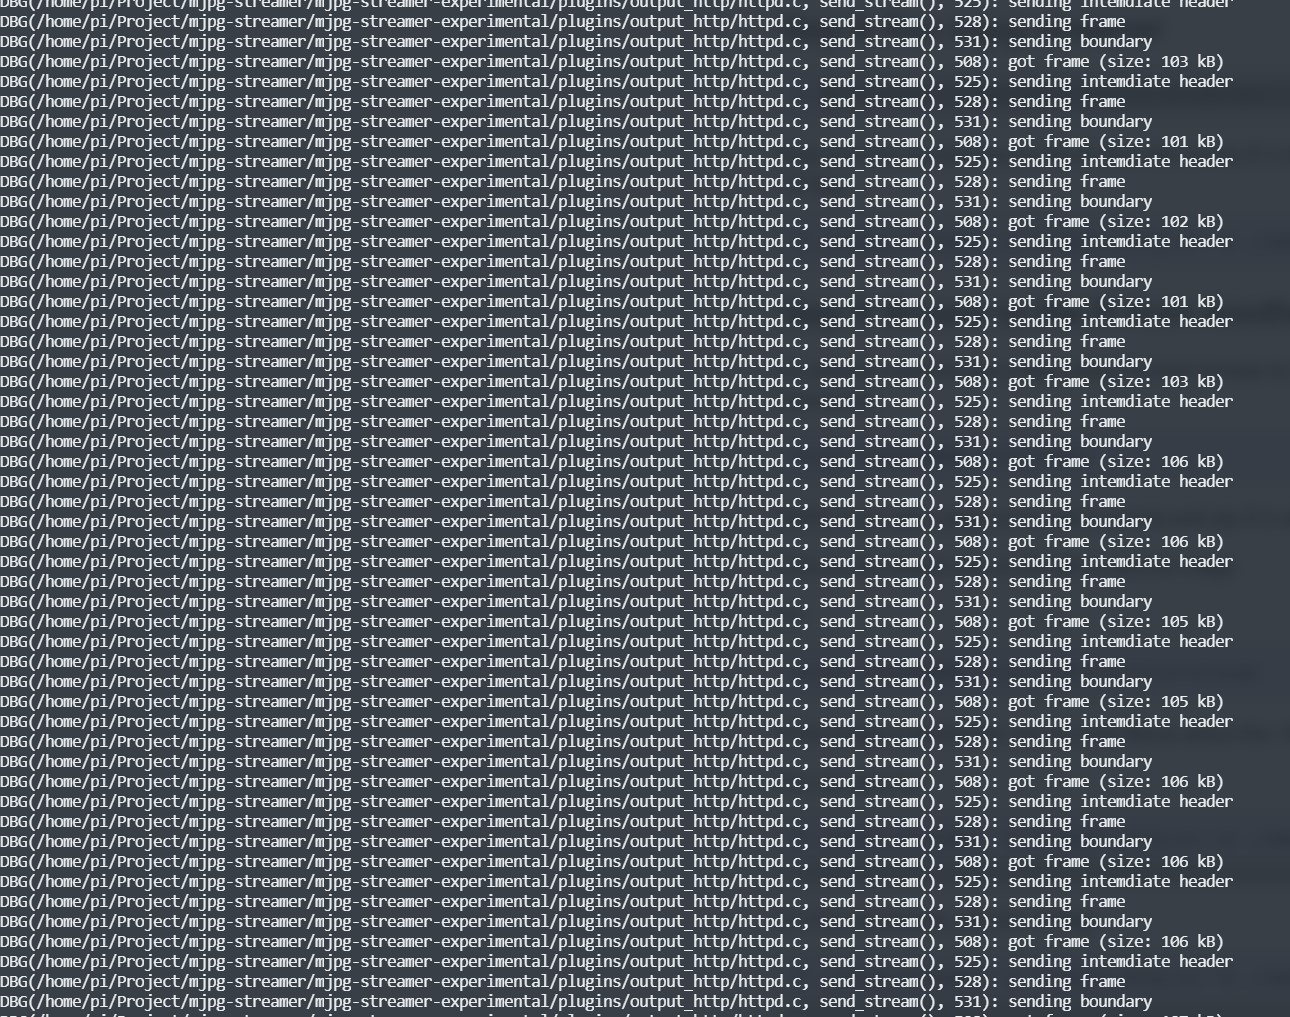 DBG(/home/pi/Project/mjpg-streamer/mjpg-streamer-experimental/plugins/output_http/httpd.c, send_stream(), 525): sending intemdiate header
DBG(/home/pi/Project/mjpg-streamer/mjpg-streamer-experimental/plugins/output_http/httpd.c, send_stream(), 528): sending frame
DBG(/home/pi/Project/mjpg-streamer/mjpg-streamer-experimental/plugins/output_http/httpd.c, send_stream(), 531): sending boundary
DBG(/home/pi/Project/mjpg-streamer/mjpg-streamer-experimental/plugins/output_http/httpd.c, send_stream(), 508): got frame (size: 103 kB)
DBG(/home/pi/Project/mjpg-streamer/mjpg-streamer-experimental/plugins/output_http/httpd.c, send_stream(), 525): sending intemdiate header
DBG(/home/pi/Project/mjpg-streamer/mjpg-streamer-experimental/plugins/output_http/httpd.c, send_stream(), 528): sending frame
DBG(/home/pi/Project/mjpg-streamer/mjpg-streamer-experimental/plugins/output_http/httpd.c, send_stream(), 531): sending boundary
DBG(/home/pi/Project/mjpg-streamer/mjpg-streamer-experimental/plugins/output_http/httpd.c, send_stream(), 508): got frame (size: 101 kB)
DBG(/home/pi/Project/mjpg-streamer/mjpg-streamer-experimental/plugins/output_http/httpd.c, send_stream(), 525): sending intemdiate header
DBG(/home/pi/Project/mjpg-streamer/mjpg-streamer-experimental/plugins/output_http/httpd.c, send_stream(), 528): sending frame
DBG(/home/pi/Project/mjpg-streamer/mjpg-streamer-experimental/plugins/output_http/httpd.c, send_stream(), 531): sending boundary
DBG(/home/pi/Project/mjpg-streamer/mjpg-streamer-experimental/plugins/output_http/httpd.c, send_stream(), 508): got frame (size: 102 kB)
DBG(/home/pi/Project/mjpg-streamer/mjpg-streamer-experimental/plugins/output_http/httpd.c, send_stream(), 525): sending intemdiate header
DBG(/home/pi/Project/mjpg-streamer/mjpg-streamer-experimental/plugins/output_http/httpd.c, send_stream(), 528): sending frame
DBG(/home/pi/Project/mjpg-streamer/mjpg-streamer-experimental/plugins/output_http/httpd.c, send_stream(), 531): sending boundary
DBG(/home/pi/Project/mjpg-streamer/mjpg-streamer-experimental/plugins/output_http/httpd.c, send_stream(), 508): got frame (size: 101 kB)
DBG(/home/pi/Project/mjpg-streamer/mjpg-streamer-experimental/plugins/output_http/httpd.c, send_stream(), 525): sending intemdiate header
DBG(/home/pi/Project/mjpg-streamer/mjpg-streamer-experimental/plugins/output_http/httpd.c, send_stream(), 528): sending frame
DBG(/home/pi/Project/mjpg-streamer/mjpg-streamer-experimental/plugins/output_http/httpd.c, send_stream(), 531): sending boundary
DBG(/home/pi/Project/mjpg-streamer/mjpg-streamer-experimental/plugins/output_http/httpd.c, send_stream(), 508): got frame (size: 103 kB)
DBG(/home/pi/Project/mjpg-streamer/mjpg-streamer-experimental/plugins/output_http/httpd.c, send_stream(), 525): sending intemdiate header
DBG(/home/pi/Project/mjpg-streamer/mjpg-streamer-experimental/plugins/output_http/httpd.c, send_stream(), 528): sending frame
DBG(/home/pi/Project/mjpg-streamer/mjpg-streamer-experimental/plugins/output_http/httpd.c, send_stream(), 531): sending boundary
DBG(/home/pi/Project/mjpg-streamer/mjpg-streamer-experimental/plugins/output_http/httpd.c, send_stream(), 508): got frame (size: 106 kB)
DBG(/home/pi/Project/mjpg-streamer/mjpg-streamer-experimental/plugins/output_http/httpd.c, send_stream(), 525): sending intemdiate header
DBG(/home/pi/Project/mjpg-streamer/mjpg-streamer-experimental/plugins/output_http/httpd.c, send_stream(), 528): sending frame
DBG(/home/pi/Project/mjpg-streamer/mjpg-streamer-experimental/plugins/output_http/httpd.c, send_stream(), 531): sending boundary
DBG(/home/pi/Project/mjpg-streamer/mjpg-streamer-experimental/plugins/output_http/httpd.c, send_stream(), 508): got frame (size: 106 kB)
DBG(/home/pi/Project/mjpg-streamer/mjpg-streamer-experimental/plugins/output_http/httpd.c, send_stream(), 525): sending intemdiate header
DBG(/home/pi/Project/mjpg-streamer/mjpg-streamer-experimental/plugins/output_http/httpd.c, send_stream(), 528): sending frame
DBG(/home/pi/Project/mjpg-streamer/mjpg-streamer-experimental/plugins/output_http/httpd.c, send_stream(), 531): sending boundary
DBG(/home/pi/Project/mjpg-streamer/mjpg-streamer-experimental/plugins/output_http/httpd.c, send_stream(), 508): got frame (size: 105 kB)
DBG(/home/pi/Project/mjpg-streamer/mjpg-streamer-experimental/plugins/output_http/httpd.c, send_stream(), 525): sending intemdiate header
DBG(/home/pi/Project/mjpg-streamer/mjpg-streamer-experimental/plugins/output_http/httpd.c, send_stream(), 528): sending frame
DBG(/home/pi/Project/mjpg-streamer/mjpg-streamer-experimental/plugins/output_http/httpd.c, send_stream(), 531): sending boundary
DBG(/home/pi/Project/mjpg-streamer/mjpg-streamer-experimental/plugins/output_http/httpd.c, send_stream(), 508): got frame (size: 105 kB)
DBG(/home/pi/Project/mjpg-streamer/mjpg-streamer-experimental/plugins/output_http/httpd.c, send_stream(), 525): sending intemdiate header
DBG(/home/pi/Project/mjpg-streamer/mjpg-streamer-experimental/plugins/output_http/httpd.c, send_stream(), 528): sending frame
DBG(/home/pi/Project/mjpg-streamer/mjpg-streamer-experimental/plugins/output_http/httpd.c, send_stream(), 531): sending boundary
DBG(/home/pi/Project/mjpg-streamer/mjpg-streamer-experimental/plugins/output_http/httpd.c, send_stream(), 508): got frame (size: 106 kB)
DBG(/home/pi/Project/mjpg-streamer/mjpg-streamer-experimental/plugins/output_http/httpd.c, send_stream(), 525): sending intemdiate header
DBG(/home/pi/Project/mjpg-streamer/mjpg-streamer-experimental/plugins/output_http/httpd.c, send_stream(), 528): sending frame
DBG(/home/pi/Project/mjpg-streamer/mjpg-streamer-experimental/plugins/output_http/httpd.c, send_stream(), 531): sending boundary
DBG(/home/pi/Project/mjpg-streamer/mjpg-streamer-experimental/plugins/output_http/httpd.c, send_stream(), 508): got frame (size: 106 kB)
DBG(/home/pi/Project/mjpg-streamer/mjpg-streamer-experimental/plugins/output_http/httpd.c, send_stream(), 525): sending intemdiate header
DBG(/home/pi/Project/mjpg-streamer/mjpg-streamer-experimental/plugins/output_http/httpd.c, send_stream(), 528): sending frame
DBG(/home/pi/Project/mjpg-streamer/mjpg-streamer-experimental/plugins/output_http/httpd.c, send_stream(), 531): sending boundary
DBG(/home/pi/Project/mjpg-streamer/mjpg-streamer-experimental/plugins/output_http/httpd.c, send_stream(), 508): got frame (size: 106 kB)
DBG(/home/pi/Project/mjpg-streamer/mjpg-streamer-experimental/plugins/output_http/httpd.c, send_stream(), 525): sending intemdiate header
DBG(/home/pi/Project/mjpg-streamer/mjpg-streamer-experimental/plugins/output_http/httpd.c, send_stream(), 528): sending frame
DBG(/home/pi/Project/mjpg-streamer/mjpg-streamer-experimental/plugins/output_http/httpd.c, send_stream(), 531): sending boundary